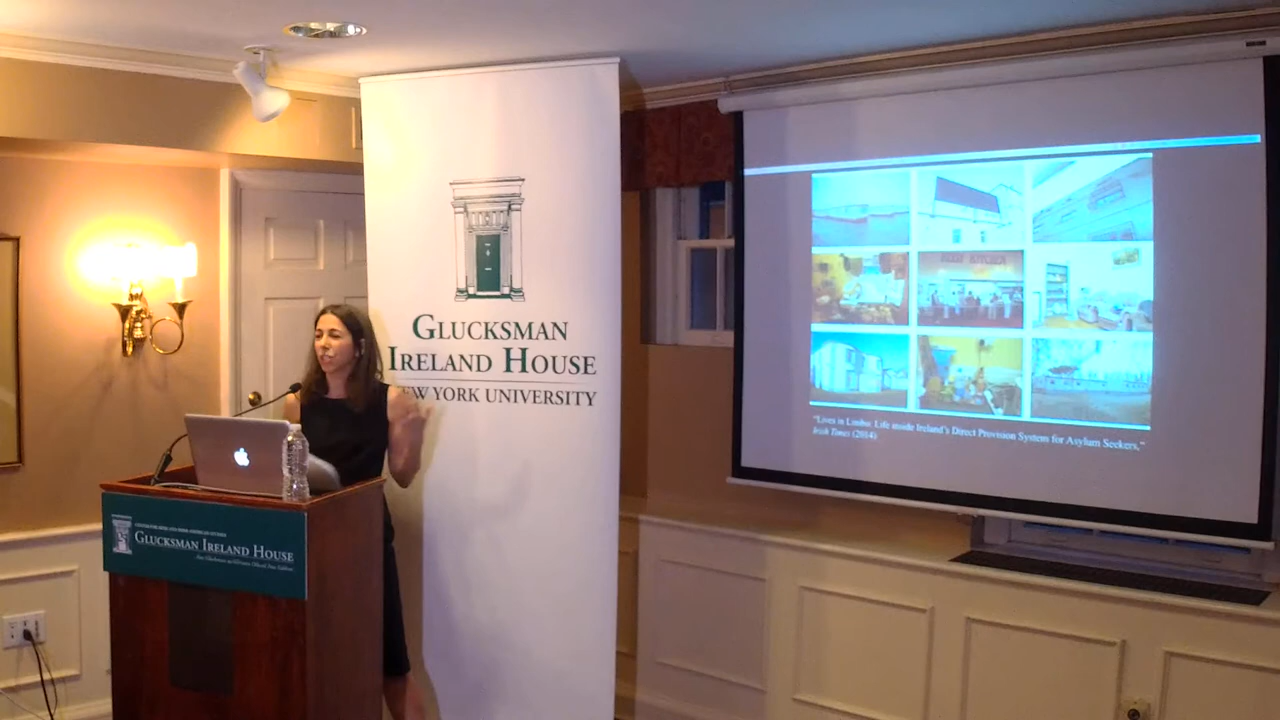 GLUCKSMAN
IRELAND HOUSE
NEW YORK UNIVERSITY
"Lives in Limbo: Life inside Ireland's Direct Provision System for Asylum Seekers,"
Irish Times (2014)
GLUCKSMAN IRELAND HOUSE